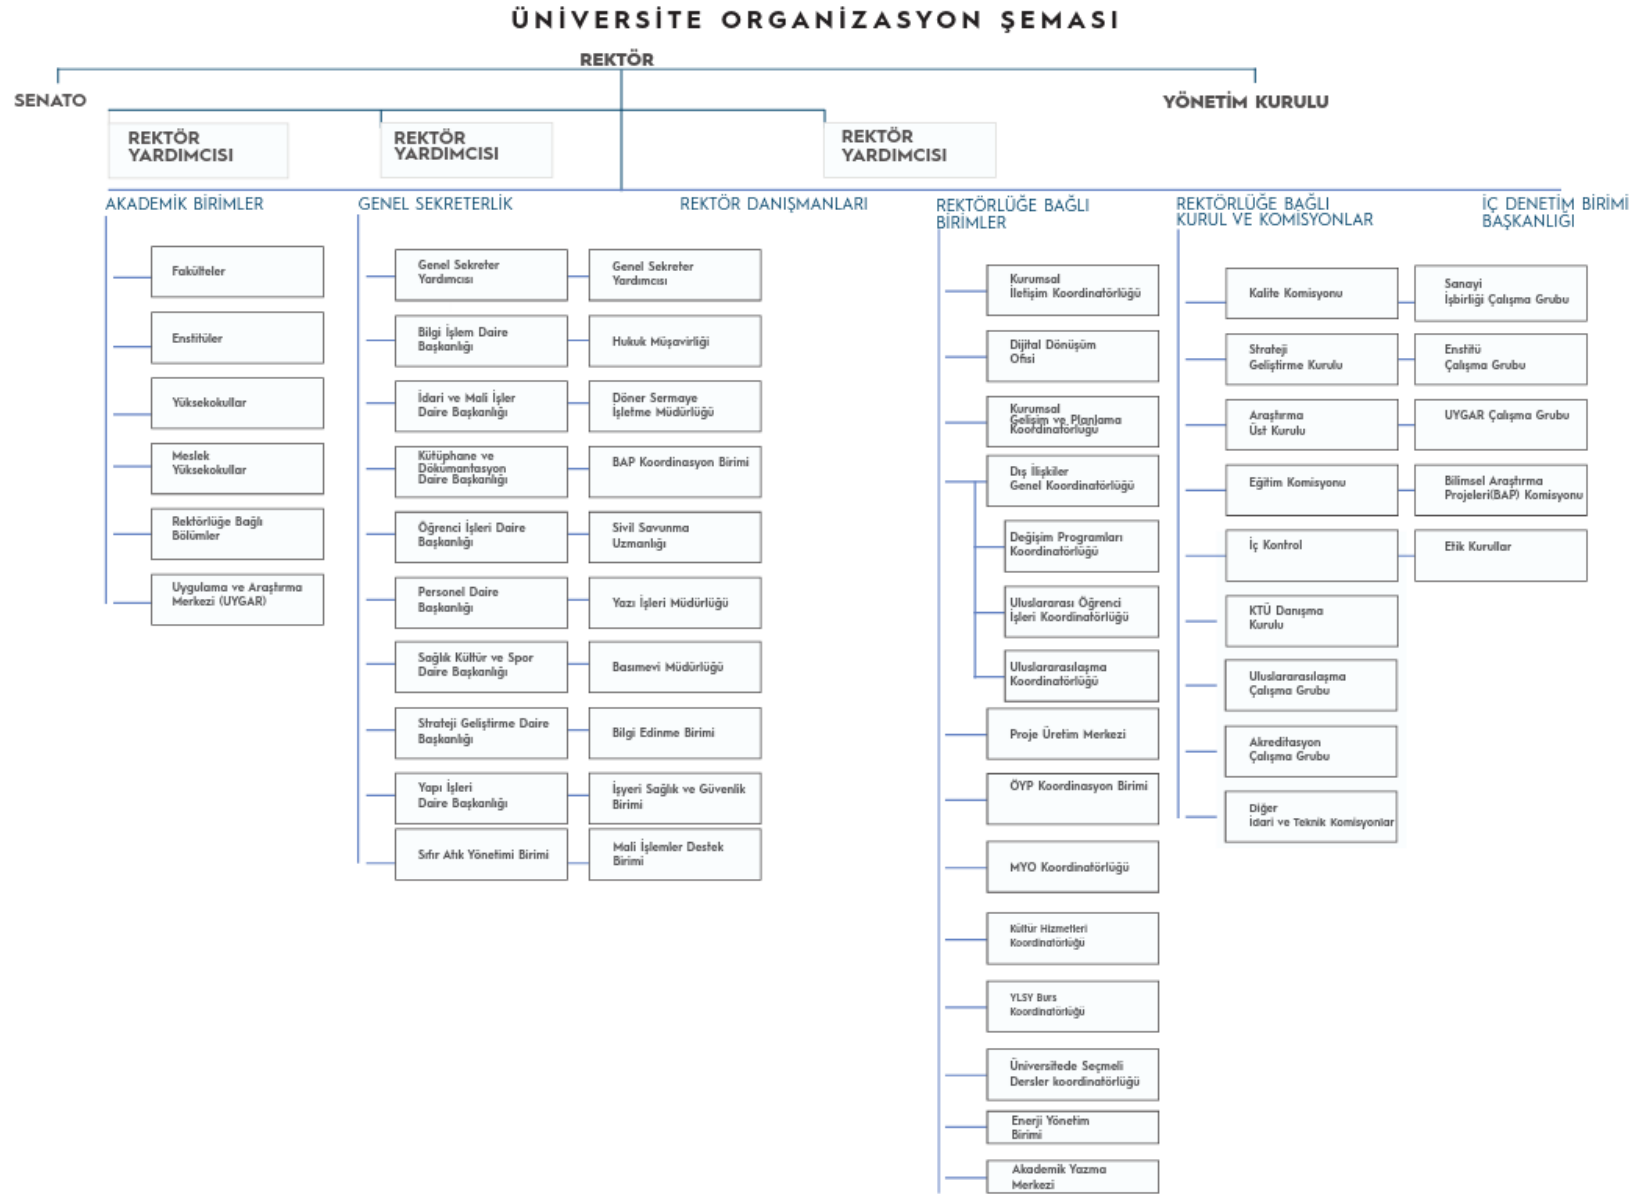 ÜNİVERSİTE ORGANİZASYON ŞEMASI
REKTÖR
SENATO
YÖNETİM KURULU
REKTÖR
YARDIMCISI
REKTÖR
YARDIMCISI
REKTÖR
YARDIMCISI
AKADEMİK BİRİMLER
Fakülteler
Enstitüler
Yüksekokullar
Meslek
Yüksekokullar
Rektörlüğe Bağlı
Bölümler
Uygulama ve Araştırma
Merkezi (UYGAR)
GENEL SEKRETERLİK
Genel Sekreter
Yardımcısı
Bilgi İşlem Daire
Başkanlığı
İdari ve Mali İşler
Daire Başkanlığı
Kütüphane ve
Dökümantasyon
Daire Başkanlığı
Öğrenci İşleri Daire
Başkanlığı
Personel Daire
Başkanlığı
Sağlık Kültür ve Spor
Daire Başkanlığı
Strateji Geliştirme Daire
Başkanlığı
Yapı İşleri
Daire Başkanlığı
Sıfır Atık Yönetimi Birimi
Genel Sekreter
Yardımcısı
Hukuk Müşavirliği
Döner Sermaye
İşletme Müdürlüğü
BAP Koordinasyon Birimi
Sivil Savunma
Uzmanlığı
Yazı İşleri Müdürlüğü
Basımevi Müdürlüğü
Bilgi Edinme Birimi
İşyeri Sağlık ve Güvenlik
Birimi
Mali İşlemler Destek
Birimi
REKTÖR DANIŞMANLARI
REKTÖRLÜĞE BAĞLI
BİRİMLER
Kurumsal
İletişim Koordinatörlüğü
Dijital Dönüşüm
Ofisi
Kurumsal
Gelişim ve Planlama
Koordinatörlüğü
Dış İlişkiler
Genel Koordinatörlüğü
Değişim Programları
Koordinatörlüğü
Uluslararası Öğrenci
İşleri Koordinatörlüğü
Uluslararasılaşma
Koordinatörlüğü
Proje Üretim Merkezi
ÖYP Koordinasyon Birimi
MYO Koordinatörlüğü
Kültür Hizmetleri
Koordinatörlüğü
YLSY Burs
Koordinatörlüğü
Üniversitede Seçmeli
Dersler koordinatörlüğü
Enerji Yönetim
Birimi
Akademik Yazma
Merkezi
REKTÖRLÜĞE BAĞLI
KURUL VE KOMİSYONLAR
Kalite Komisyonu
Strateji
Geliştirme Kurulu
Araştırma
Üst Kurulu
Eğitim Komisyonu
İç Kontrol
KTÜ Danışma
Kurulu
Uluslararasılaşma
Çalışma Grubu
Akreditasyon
Çalışma Grubu
Diğer
İdari ve Teknik Komisyonlar
Sanayi
İşbirliği Çalışma Grubu
Enstitü
Çalışma Grubu
UYGAR Çalışma Grubu
Bilimsel Araştırma
Projeleri(BAP) Komisyonu
Etik Kurullar
İÇ DENETİM BİRİMİ
BAŞKANLIĞI